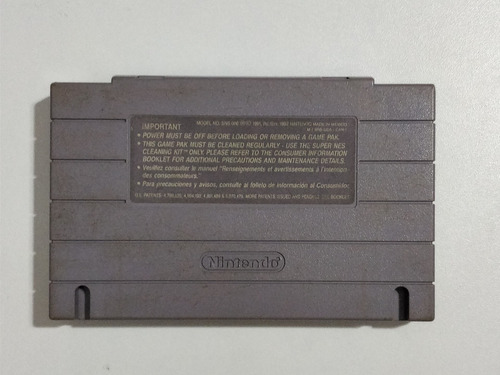 IMPORTANT
• POWER MUST BE OFF BEFORE LOADING OR REMOVING A GAME PAK.
• THIS GAME PAK MUST BE CLEANED REGULARLY - USE THE SUPER NES
CLEANING KIT™ ONLY. PLEASE REFER TO THE CONSUMER INFORMATION
BOOKLET FOR ADDITIONAL PRECAUTIONS AND MAINTENANCE DETAILS.
• Veuillez consulter le manuel "Renseignements et avertissements à l'intention
des consommateurs."
• Para precauciones y avisos, consulte al folleto de información al Consumidor.
Nintendo